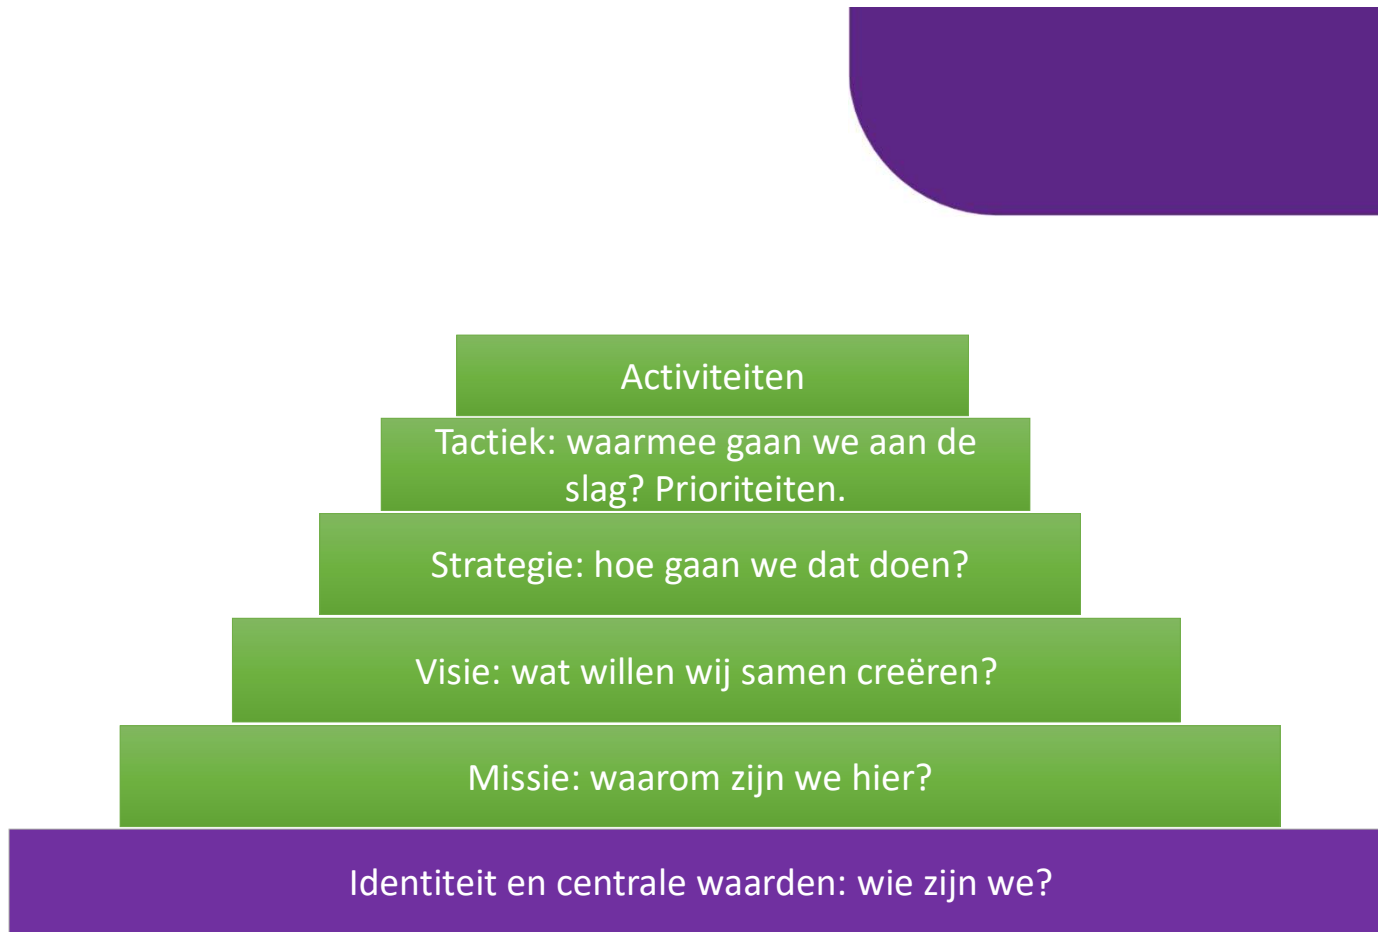 Activiteiten
Tactiek: waarmee gaan we aan de
slag? Prioriteiten.
Strategie: hoe gaan we dat doen?
Visie: wat willen wij samen creëren?
Missie: waarom zijn we hier?
Identiteit en centrale waarden: wie zijn we?